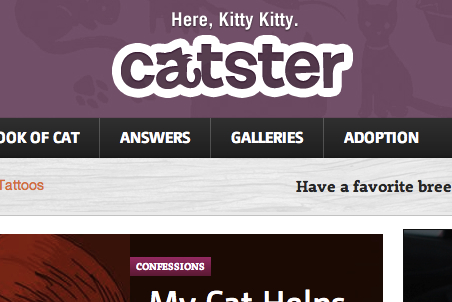 Here, Kitty Kitty.
catster
OOK OF CAT ANSWERS GALLERIES ADOPTION
Tattoos Have a favorite bree
CONFESSIONS
My Cat Helps